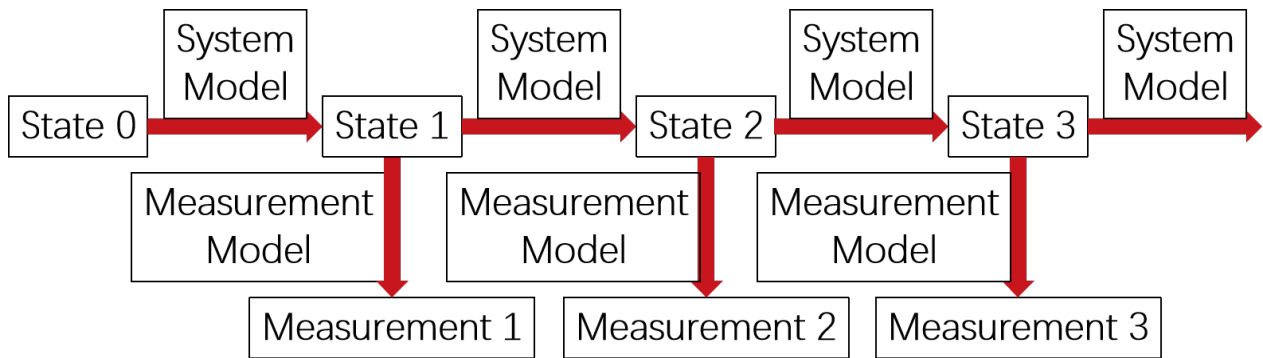 System
Model
System
Model
System
Model
System
Model
State 0
State 1
State 2
State 3
Measurement
Model
Measurement
Model
Measurement
Model
Measurement 1
Measurement 2
Measurement 3